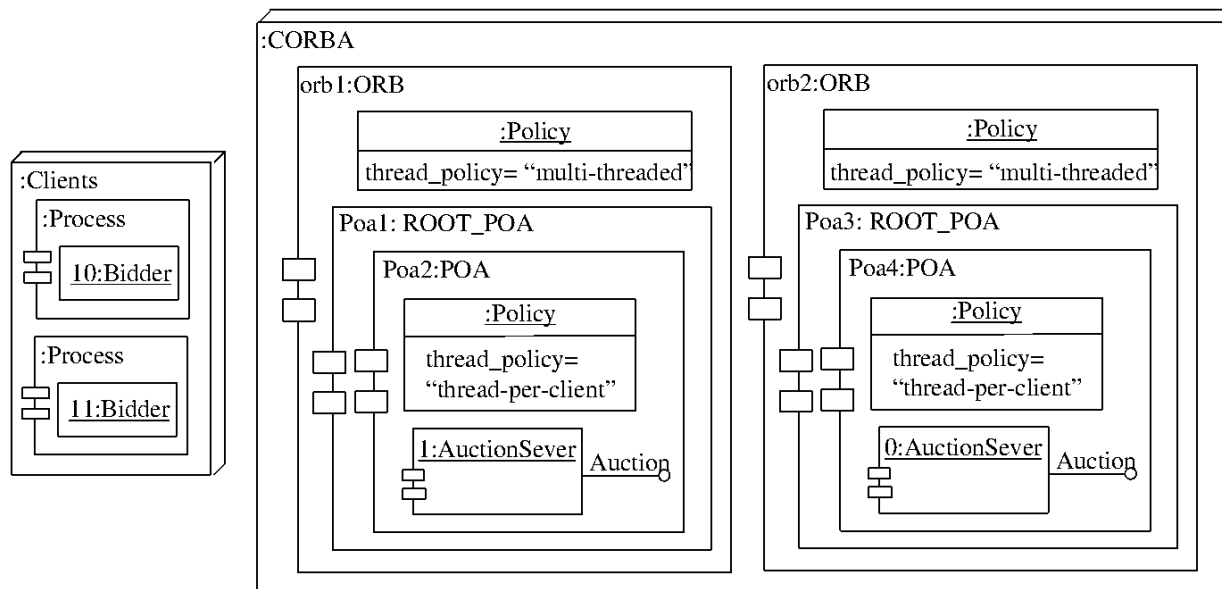 :CORBA
orb1:ORB
:Policy
thread_policy= “multi-threaded”
Poa1: ROOT_POA
Poa2:POA
:Policy
thread_policy=
“thread-per-client”
1:AuctionSever
Auction
orb2:ORB
:Policy
thread_policy= “multi-threaded”
Poa3: ROOT_POA
Poa4:POA
:Policy
thread_policy=
“thread-per-client”
0:AuctionSever
Auction
:Clients
:Process
10:Bidder
:Process
11:Bidder